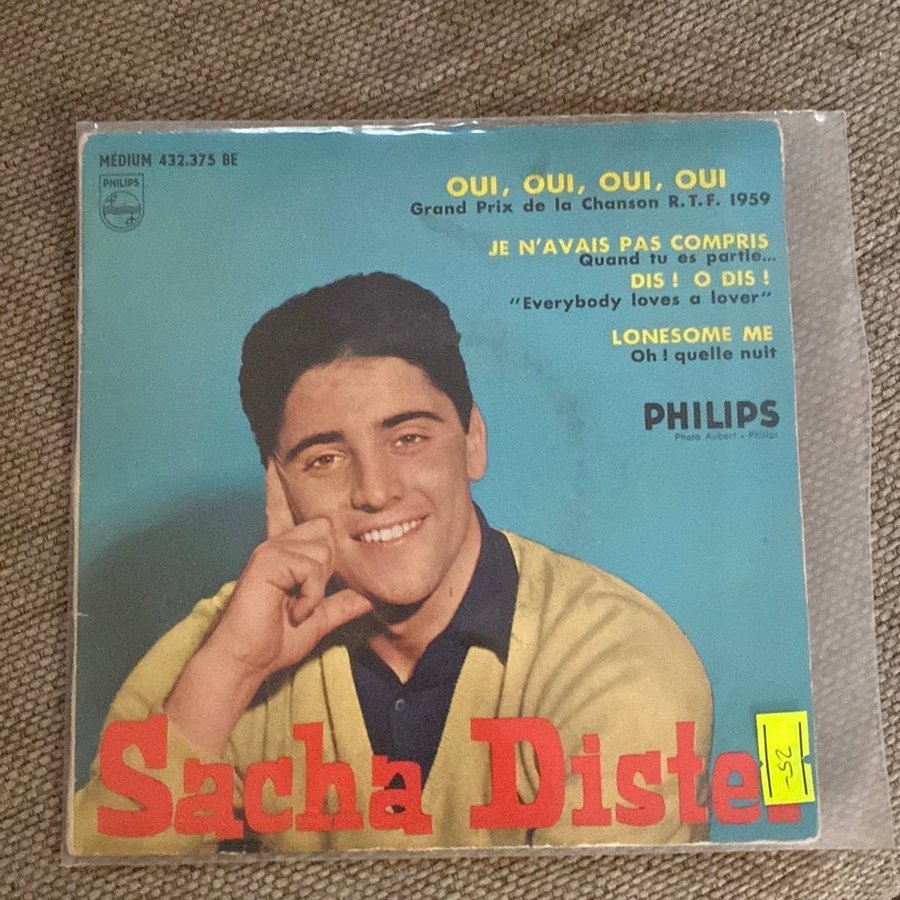 MÉDIUM 432.375 BE
PHILIPS
OUI, OUI, OUI, OUI
Grand Prix de la Chanson R.T.F. 1959
JE N'AVAIS PAS COMPRIS
Quand tu es partie...
DIS ! O DIS !
"Everybody loves a lover"
LONESOME ME
Oh ! quelle nuit
PHILIPS
Photo Aubert - Philips
Sacha Distel
25-